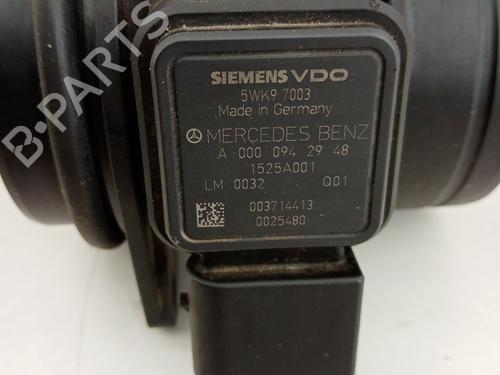 SIEMENS VDO
5WK9 7003
Made in Germany
MERCEDES BENZ
A 000 094 29 48
1525A001
LM 0032 Q01
003714413
0025480
B-PARTS